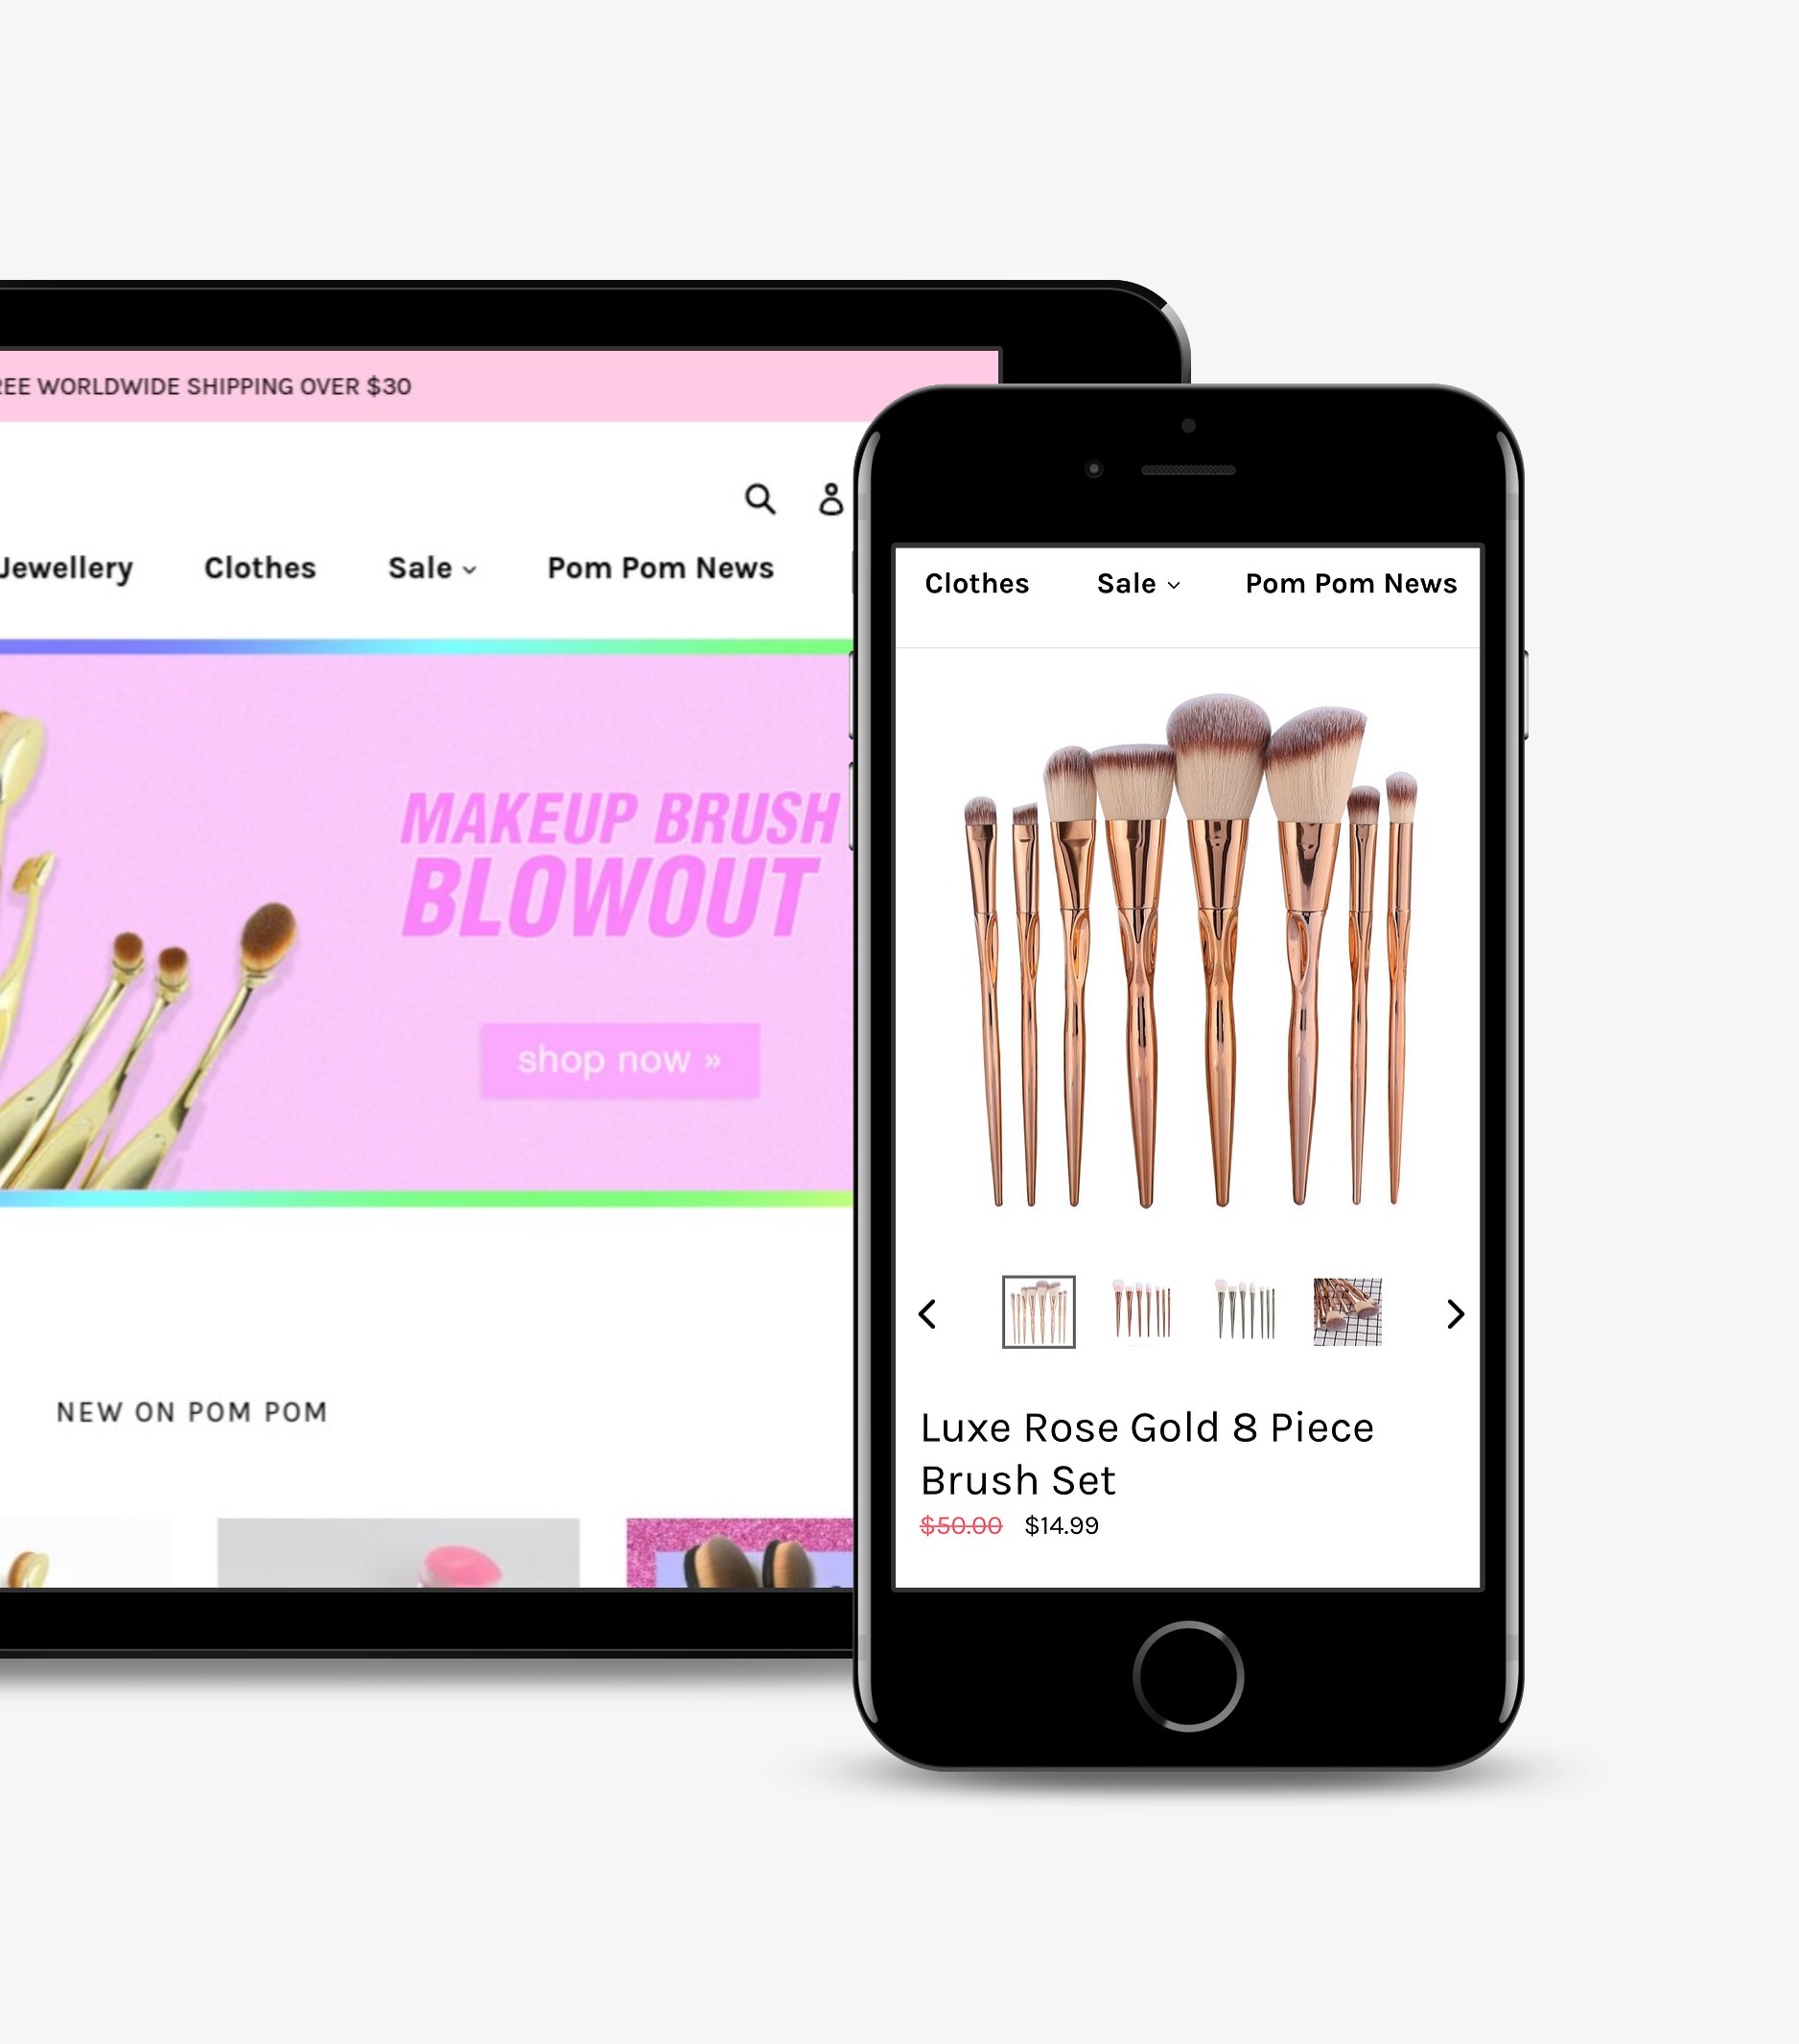 REE WORLDWIDE SHIPPING OVER $30
Jewellery Clothes Sale Pom Pom News
MAKEUP BRUSH
BLOWOUT
shop now »
NEW ON POM POM
Clothes Sale Pom Pom News
Luxe Rose Gold 8 Piece
Brush Set
$50.00 $14.99